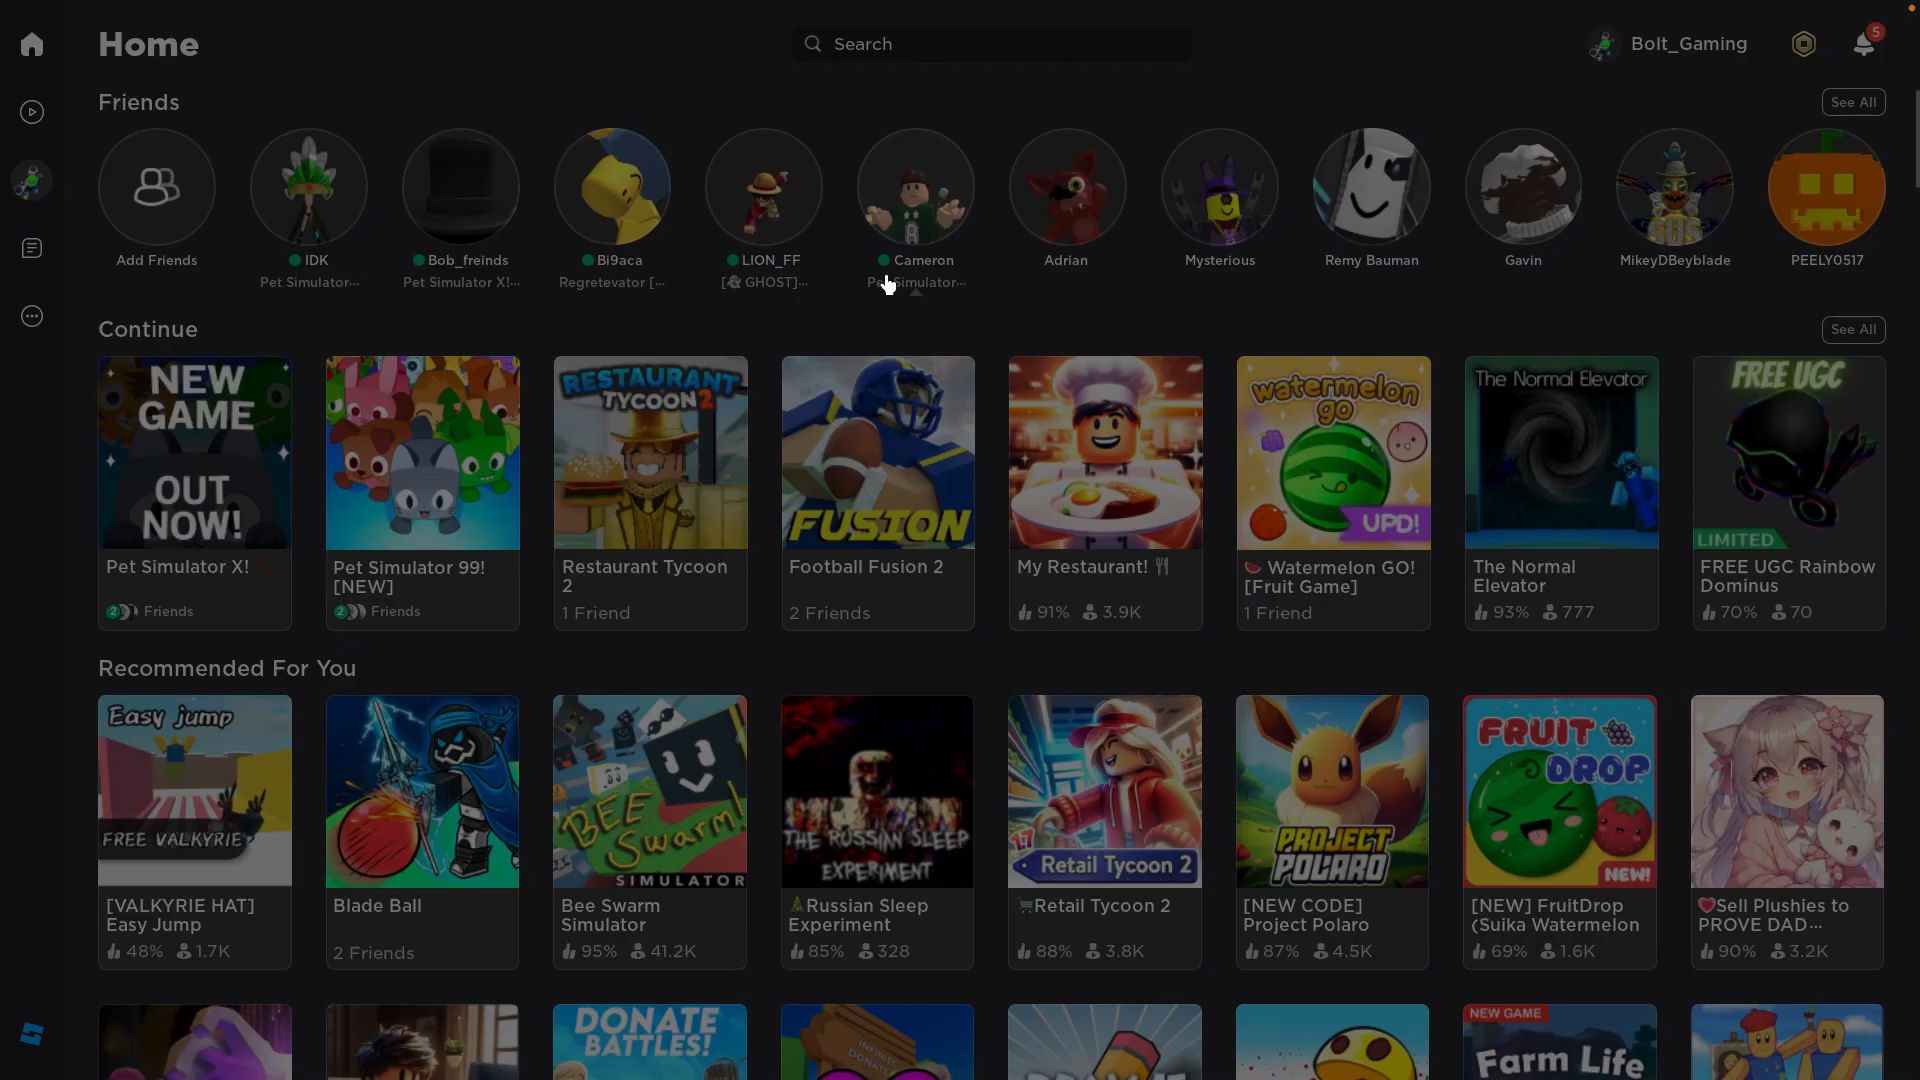 Home
Search
Bolt_Gaming
5
Friends
See All
Add Friends
IDK
Pet Simulator...
Bob_freinds
Pet Simulator X!...
Bi9aca
Regretevator [...
LION_FF
[👻 GHOST]...
Cameron
Pet Simulator...
Adrian
Mysterious
Remy Bauman
Gavin
MikeyDBeyblade
SOS
PEELY0517
Continue
See All
NEW
GAME
OUT
NOW!
Pet Simulator X!
2 Friends
Pet Simulator 99!
[NEW]
2 Friends
RESTAURANT
TYCOON 2
Restaurant Tycoon
2
1 Friend
FUSION
Football Fusion 2
2 Friends
My Restaurant! 🍴
91% 3.9K
watermelon
go
UPD!
🍉 Watermelon GO!
[Fruit Game]
1 Friend
The Normal Elevator
The Normal
Elevator
93% 777
FREE UGC
LIMITED
FREE UGC Rainbow
Dominus
70% 70
Recommended For You
Easy jump
FREE VALKYRIE
[VALKYRIE HAT]
Easy Jump
48% 1.7K
Blade Ball
2 Friends
BEE
Swarm!
SIMULATOR
Bee Swarm
Simulator
95% 41.2K
THE RUSSIAN SLEEP
EXPERIMENT
🎄Russian Sleep
Experiment
85% 328
1.7
Retail Tycoon 2
🛒Retail Tycoon 2
88% 3.8K
PROJECT
POLARO
[NEW CODE]
Project Polaro
87% 4.5K
FRUIT
DROP
NEW!
[NEW] FruitDrop
(Suika Watermelon
69% 1.6K
❤️Sell Plushies to
PROVE DAD...
90% 3.2K
DONATE
BATTLES!
INFINITE
DONATE
NEW GAME
Farm Life